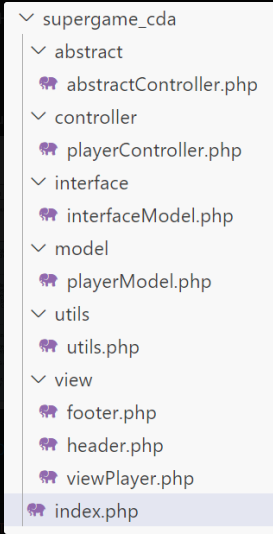 supergame_cda
abstract
abstractController.php
controller
playerController.php
interface
interfaceModel.php
model
playerModel.php
utils
utils.php
view
footer.php
header.php
viewPlayer.php
index.php